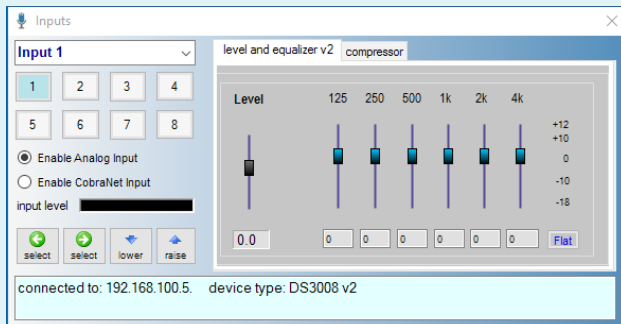 Inputs
Input 1
1 2 3 4
5 6 7 8
Enable Analog Input
Enable CobraNet Input
input level
select select lower raise
level and equalizer v2 compressor
Level 125 250 500 1k 2k 4k
+12
+10
0
-10
-18
0.0 0 0 0 0 0 0 Flat
connected to: 192.168.100.5. device type: DS3008 v2